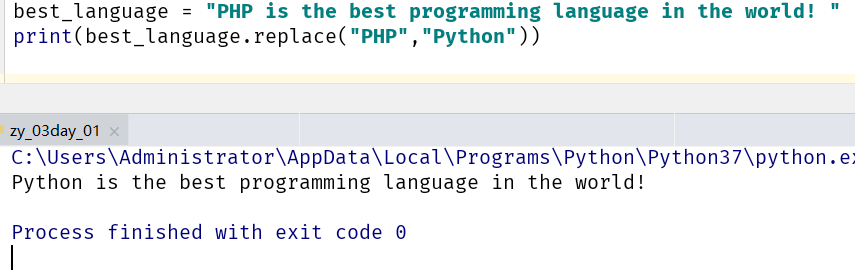 best_language = "PHP is the best programming language in the world! "
print(best_language.replace("PHP","Python"))
zy_03day_01 ×
C:\Users\Administrator\AppData\Local\Programs\Python\Python37\python.ex
Python is the best programming language in the world!
Process finished with exit code 0